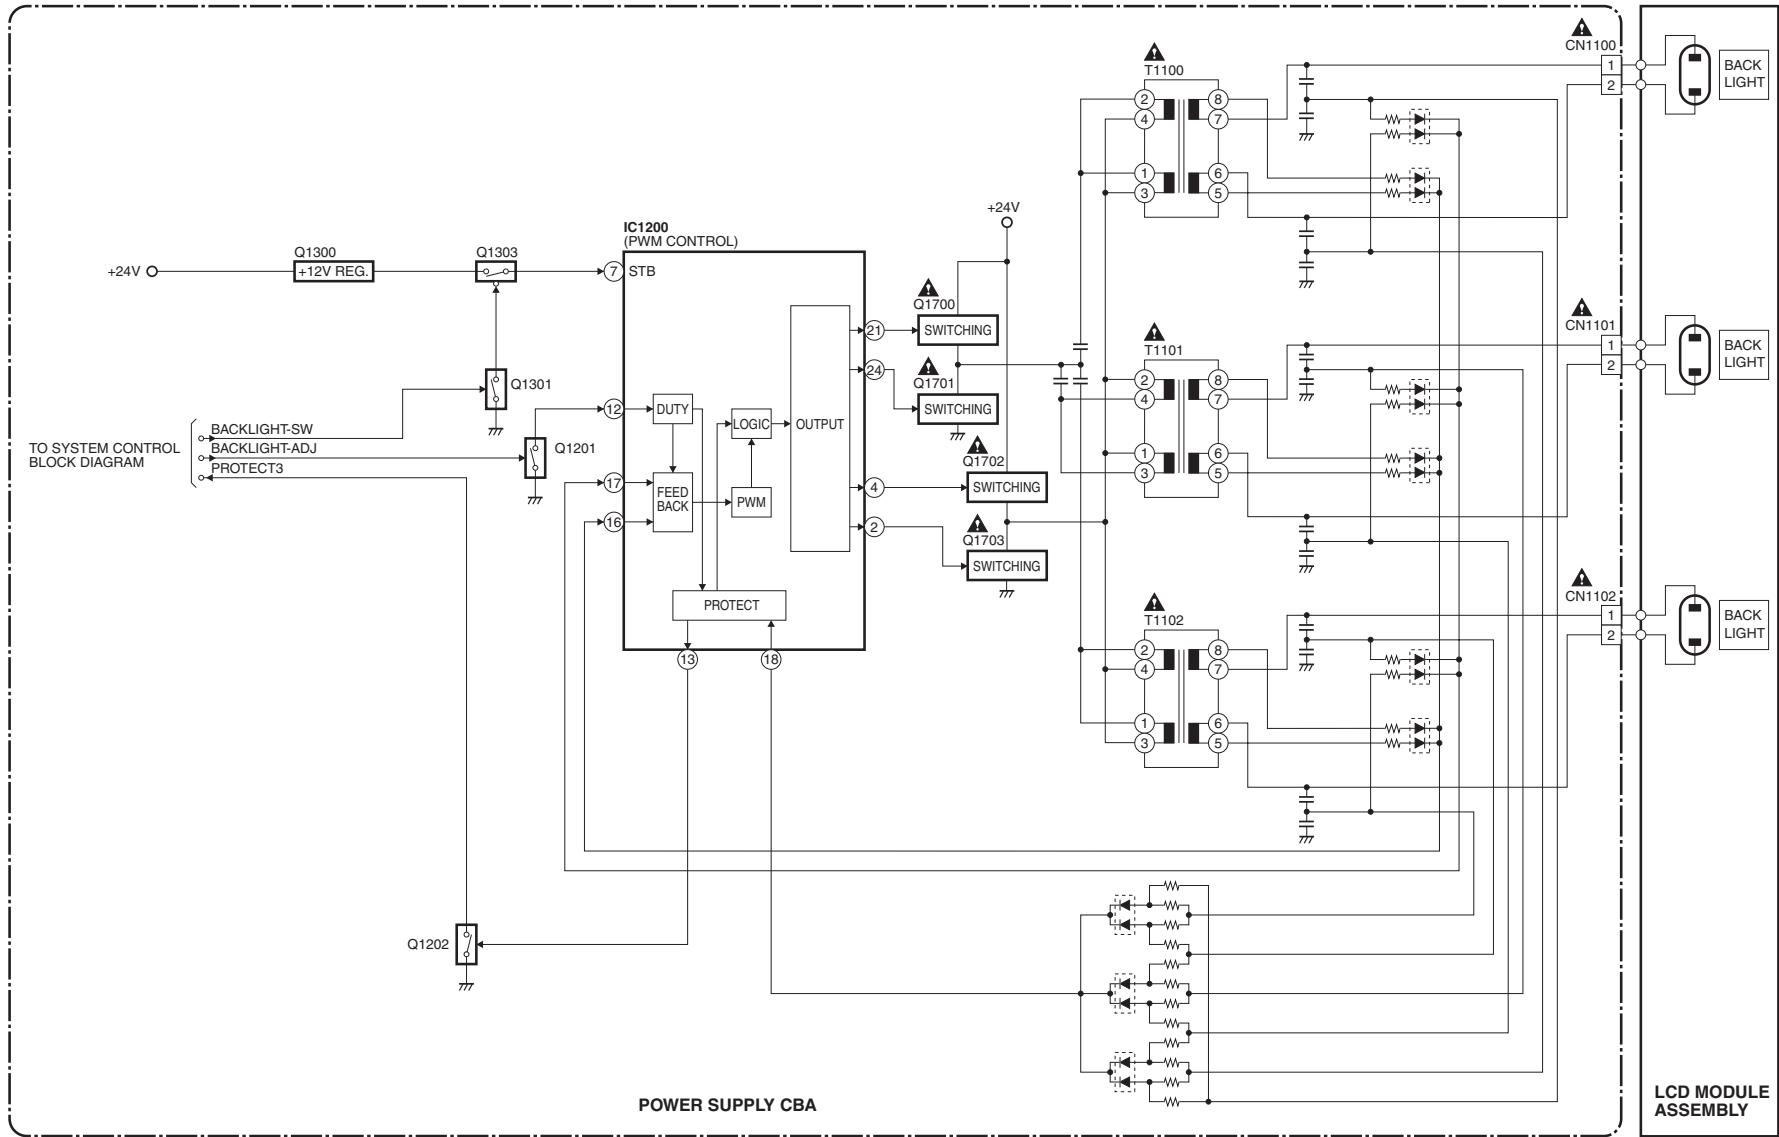 CN1100
T1100
1
2
BACK
LIGHT
2
4
8
7
1
3
6
5
+24V
IC1200
(PWM CONTROL)
Q1300
Q1303
+24V
+12V REG.
7
STB
Q1700
21
SWITCHING
CN1101
T1101
1
2
BACK
LIGHT
24
Q1701
SWITCHING
2
4
8
7
Q1301
12
DUTY
LOGIC
OUTPUT
TO SYSTEM CONTROL
BLOCK DIAGRAM
BACKLIGHT-SW
BACKLIGHT-ADJ
PROTECT3
Q1201
Q1702
1
3
6
5
17
16
FEED
BACK
PWM
4
SWITCHING
2
Q1703
SWITCHING
CN1102
T1102
PROTECT
1
2
BACK
LIGHT
13
18
2
4
8
7
1
3
6
5
Q1202
POWER SUPPLY CBA
LCD MODULE
ASSEMBLY